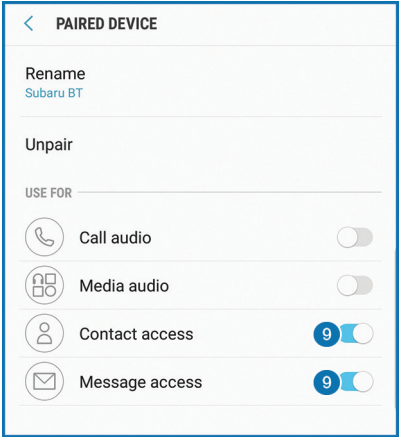 PAIRED DEVICE
Rename
Subaru BT
Unpair
USE FOR
Call audio
Media audio
Contact access 9
Message access 9